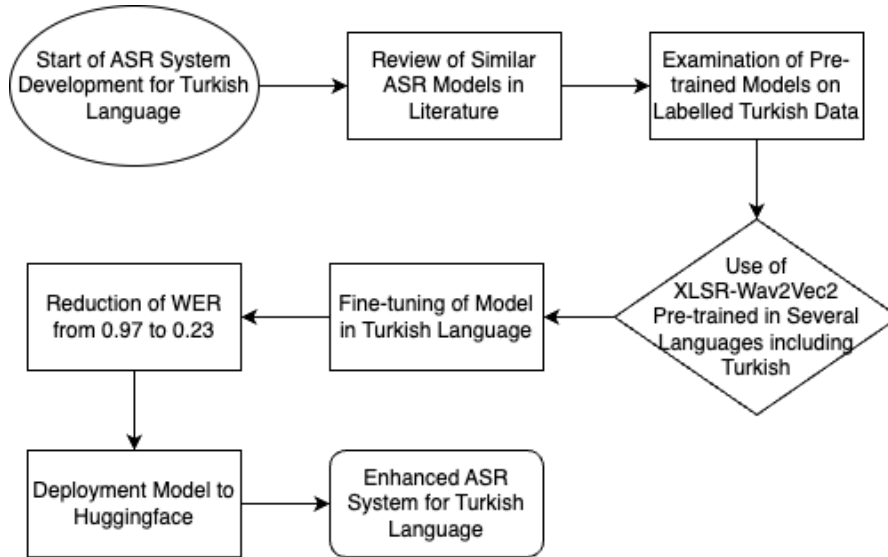 Start of ASR System
Development for Turkish
Language
Review of Similar
ASR Models in
Literature
Examination of Pre-
trained Models on
Labelled Turkish Data
Use of
XLSR-Wav2Vec2
Pre-trained in Several
Languages including
Turkish
Fine-tuning of Model
in Turkish Language
Reduction of WER
from 0.97 to 0.23
Deployment Model to
Huggingface
Enhanced ASR
System for Turkish
Language